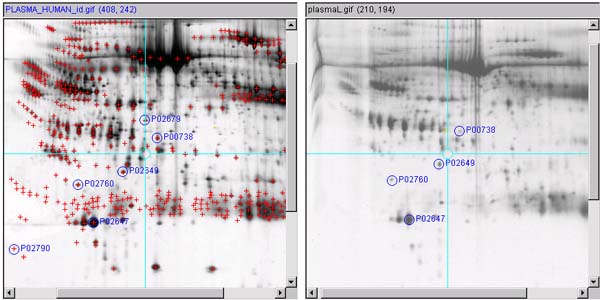 PLASMA_HUMAN_id.gif (408, 242)
P02679
P00738
P02649
P02760
P02647
P02790
plasmaL.gif (210, 194)
P00738
P02649
P02760
P02647